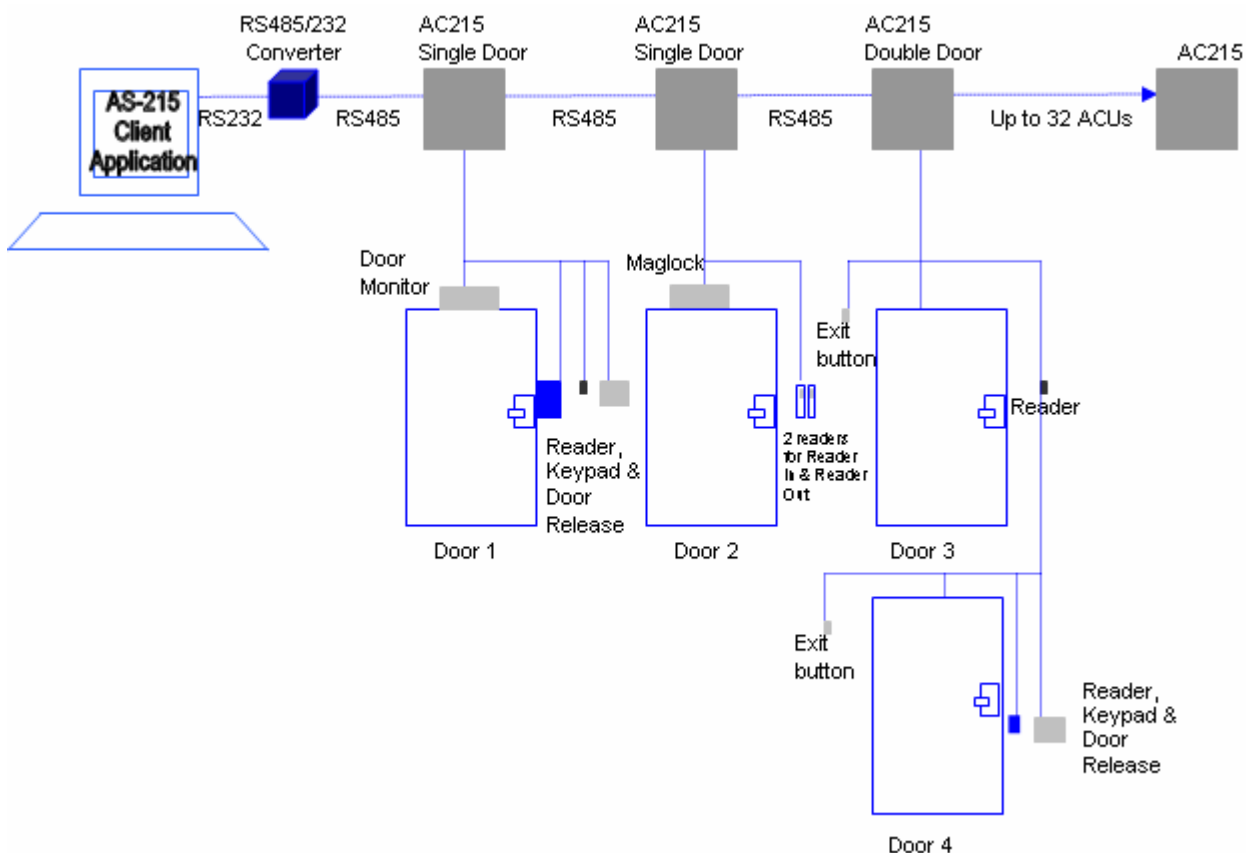 RS485/232
Converter
AC215
Single Door
AC215
Single Door
AC215
Double Door
AC215
AS-215
Client
Application
RS232
RS485
RS485
RS485
Up to 32 ACUs
Door
Monitor
Maglock
Exit
button
Reader
Reader,
Keypad &
Door
Release
2 readers
for Reader
In & Reader
Out
Door 1
Door 2
Door 3
Exit
button
Reader,
Keypad &
Door
Release
Door 4